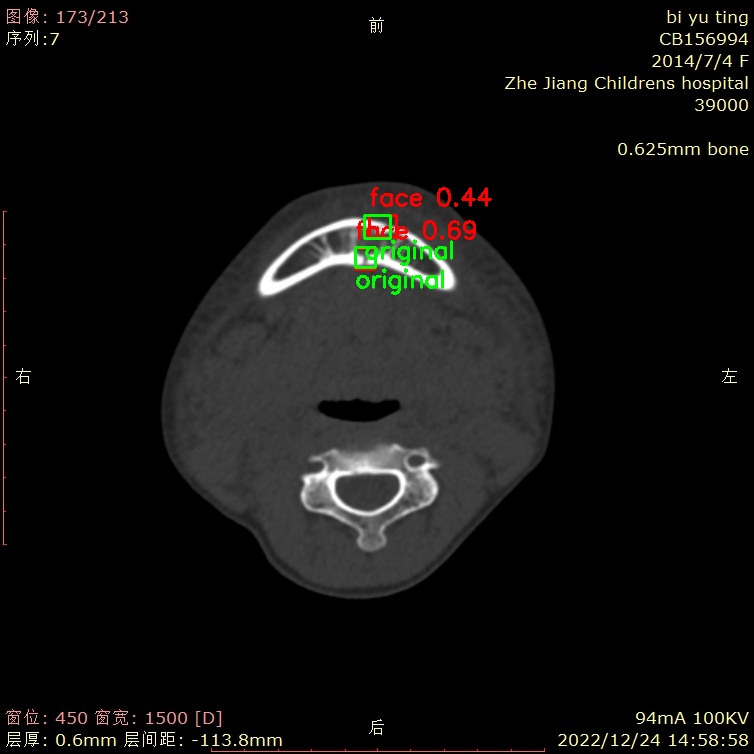 图像: 173/213
序列:7
前
bi yu ting
CB156994
2014/7/4 F
Zhe Jiang Childrens hospital
39000
0.625mm bone
face 0.44
face 0.69
original
original
右
左
窗位: 450 窗宽: 1500 [D]
层厚: 0.6mm 层间距: -113.8mm
后
94mA 100KV
2022/12/24 14:58:58